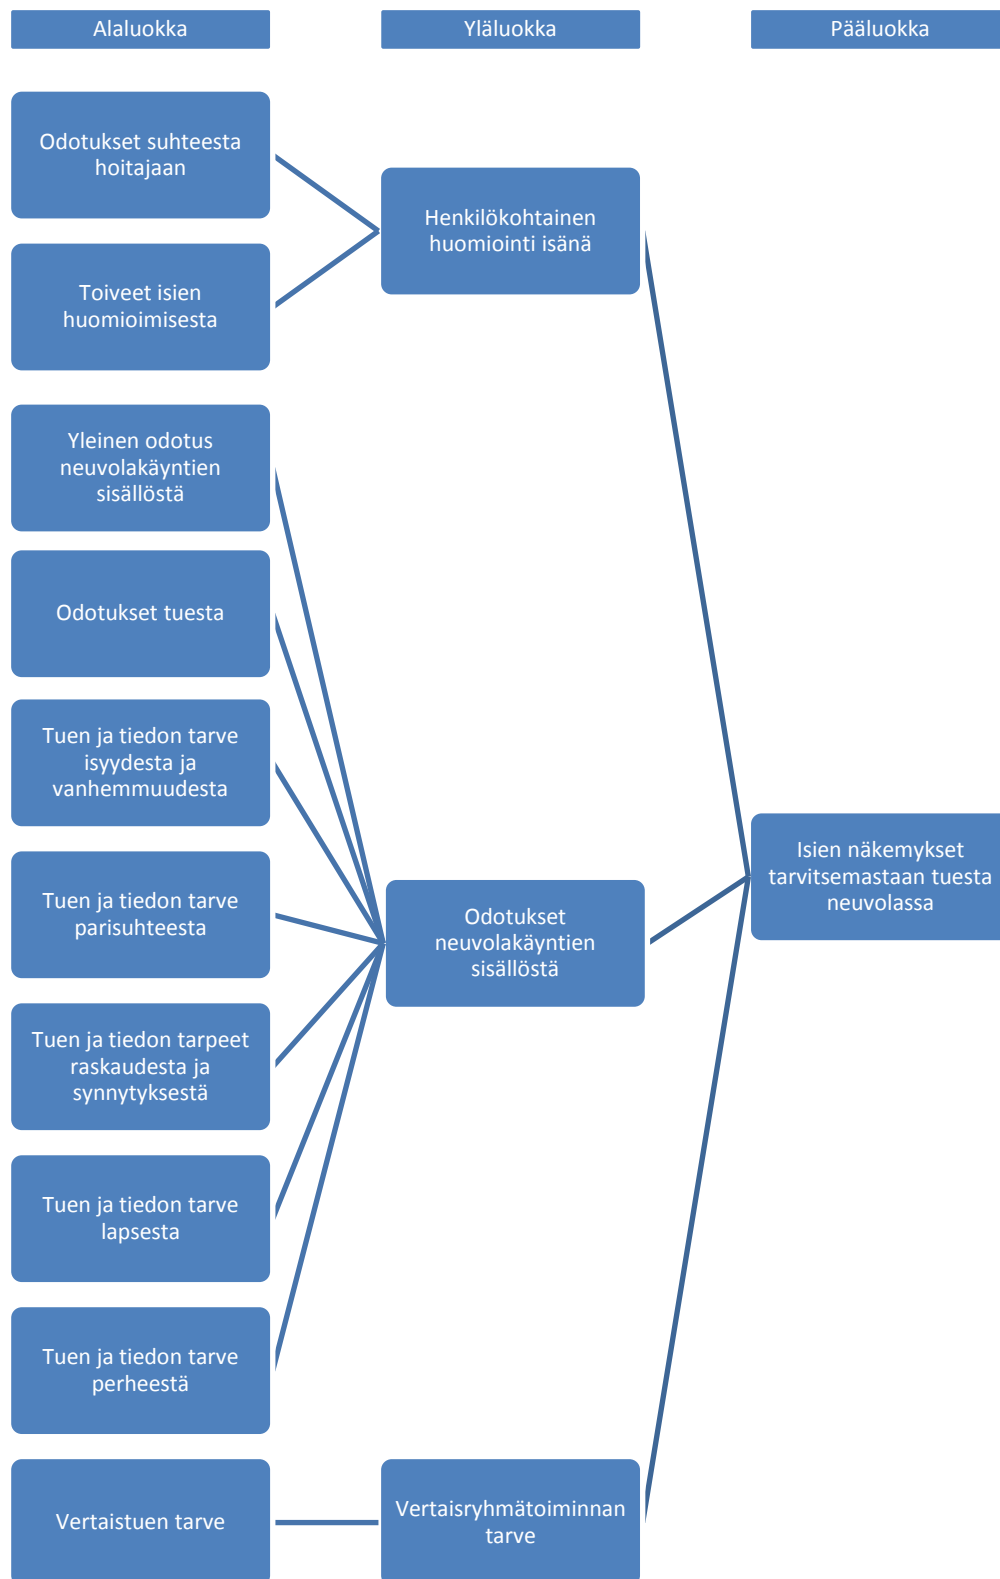 Alaluokka
Yläluokka
Pääluokka
Odotukset suhteesta
hoitajaan
Toiveet isien
huomioimisesta
Henkilökohtainen
huomiointi isänä
Yleinen odotus
neuvolakäyntien
sisällöstä
Odotukset tuesta
Tuen ja tiedon tarve
isyydesta ja
vanhemmuudesta
Tuen ja tiedon tarve
parisuhteesta
Tuen ja tiedon tarpeet
raskaudesta ja
synnytyksestä
Tuen ja tiedon tarve
lapsesta
Tuen ja tiedon tarve
perheestä
Odotukset
neuvolakäyntien
sisällöstä
Vertaistuen tarve
Vertaisryhmätoiminnan
tarve
Isien näkemykset
tarvitsemastaan tuesta
neuvolassa